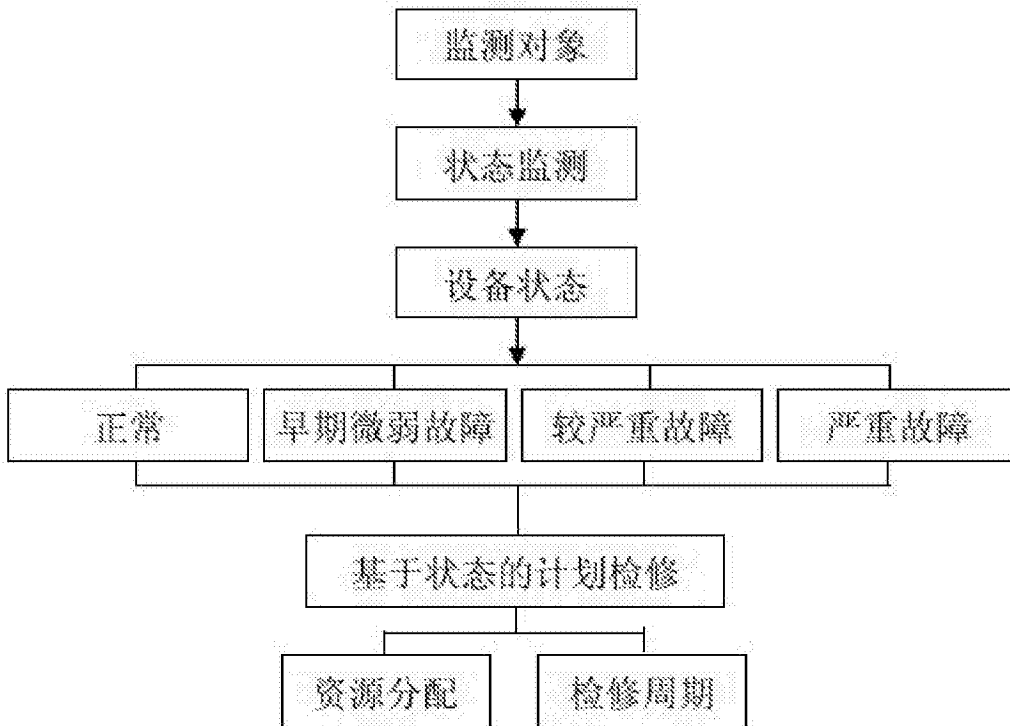 监测对象
状态监测
设备状态
正常
早期微弱故障
较严重故障
严重故障
基于状态的计划检修
资源分配
检修周期